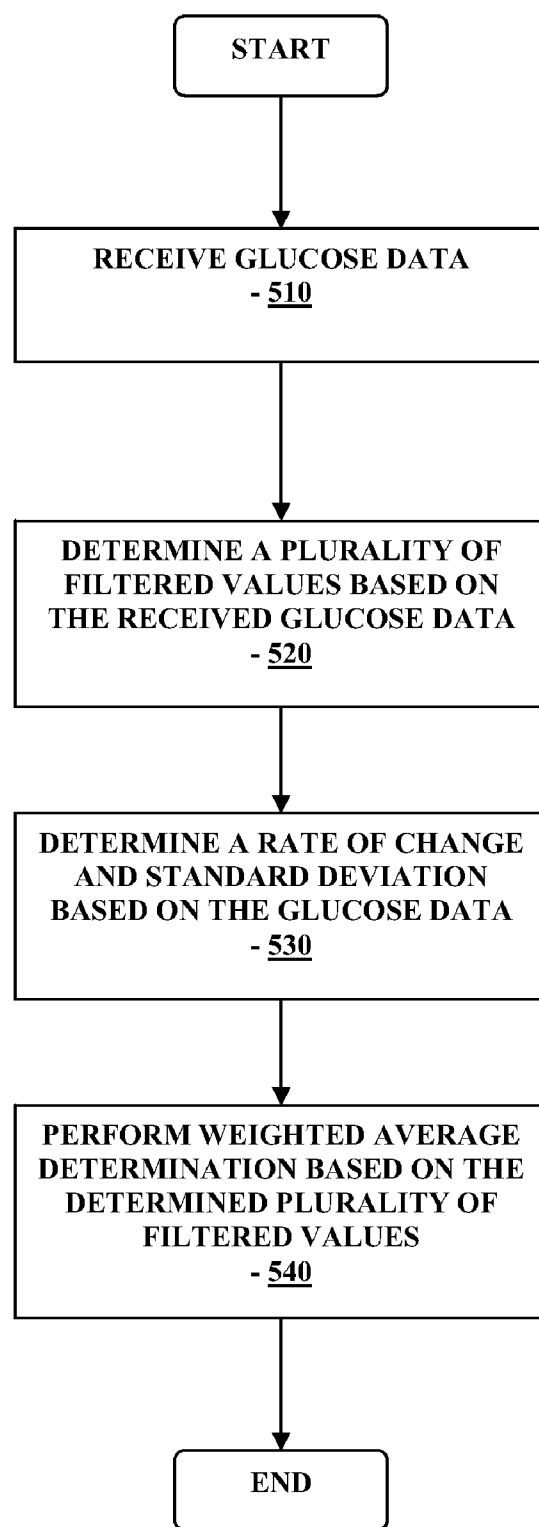 START
RECEIVE GLUCOSE DATA
- 510
DETERMINE A PLURALITY OF
FILTERED VALUES BASED ON
THE RECEIVED GLUCOSE DATA
- 520
DETERMINE A RATE OF CHANGE
AND STANDARD DEVIATION
BASED ON THE GLUCOSE DATA
- 530
PERFORM WEIGHTED AVERAGE
DETERMINATION BASED ON THE
DETERMINED PLURALITY OF
FILTERED VALUES
- 540
END